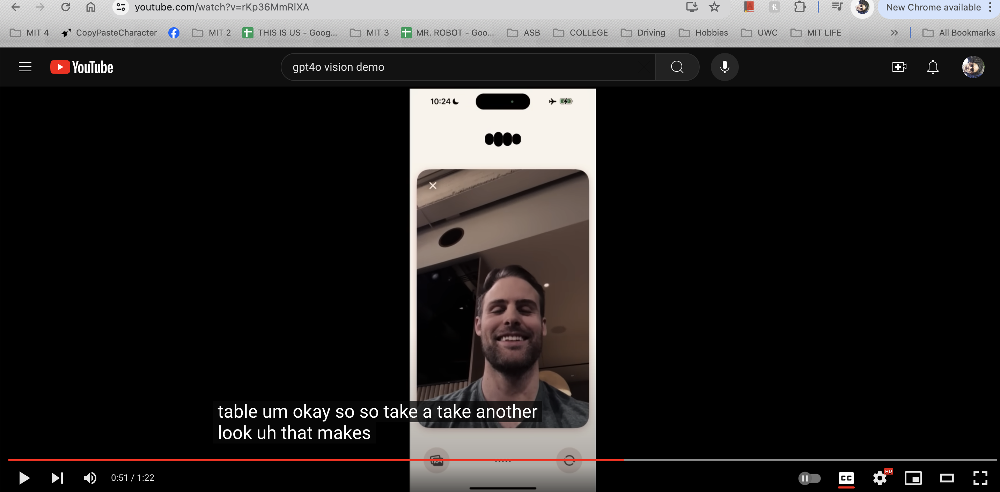 youtube.com/watch?v=rKp36MmRlXA
New Chrome available
MIT 4
CopyPasteCharacter
MIT 2
THIS IS US - Goog...
MIT 3
MR. ROBOT - Goo...
ASB
COLLEGE
Driving
Hobbies
UWC
MIT LIFE
All Bookmarks
YouTube
gpt4o vision demo
10:24
table um okay so so take a take another
look uh that makes
0:51 / 1:22
CC
HD